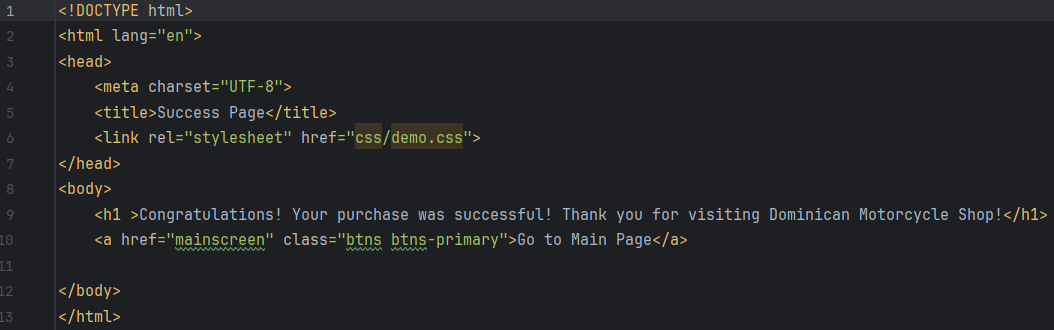 1 <!DOCTYPE html>
2 <html lang="en">
3 <head>
4     <meta charset="UTF-8">
5     <title>Success Page</title>
6     <link rel="stylesheet" href="css/demo.css">
7 </head>
8 <body>
9     <h1 >Congratulations! Your purchase was successful! Thank you for visiting Dominican Motorcycle Shop!</h1>
10     <a href="mainscreen" class="btns btns-primary">Go to Main Page</a>
11
12 </body>
13 </html>